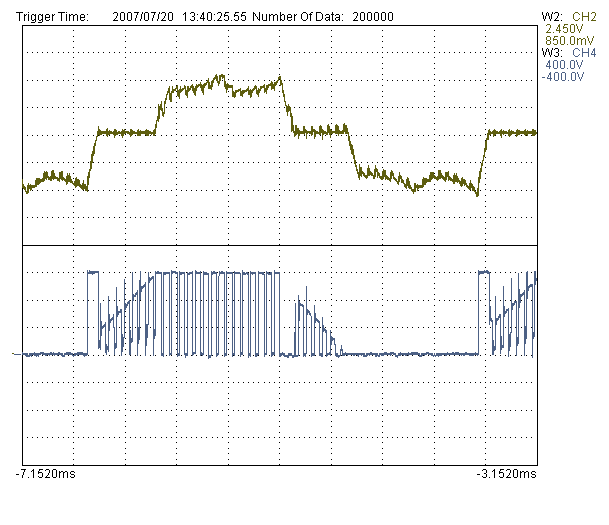 Trigger Time: 2007/07/20 13:40:25.55 Number Of Data: 200000
W2: CH2
2.450V
850.0mV
W3: CH4
400.0V
-400.0V
-7.1520ms -3.1520ms